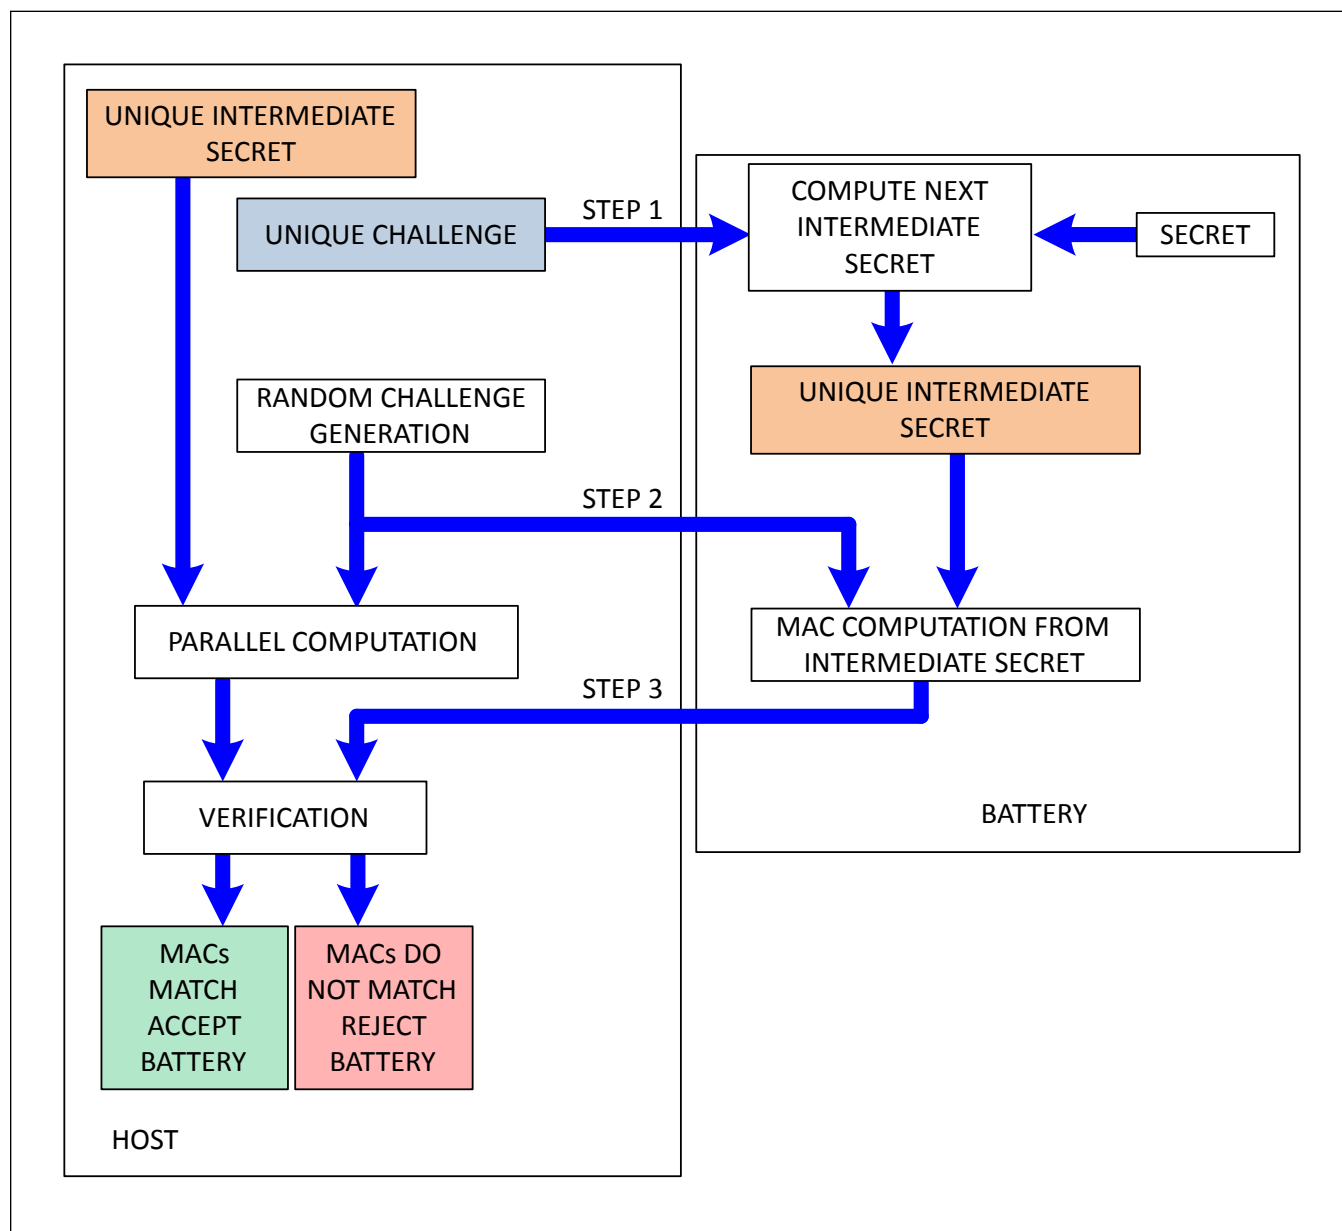 UNIQUE INTERMEDIATE
SECRET
UNIQUE CHALLENGE
STEP 1
COMPUTE NEXT
INTERMEDIATE
SECRET
SECRET
RANDOM CHALLENGE
GENERATION
UNIQUE INTERMEDIATE
SECRET
STEP 2
PARALLEL COMPUTATION
MAC COMPUTATION FROM
INTERMEDIATE SECRET
STEP 3
VERIFICATION
BATTERY
MACs
MATCH
ACCEPT
BATTERY
MACs DO
NOT MATCH
REJECT
BATTERY
HOST